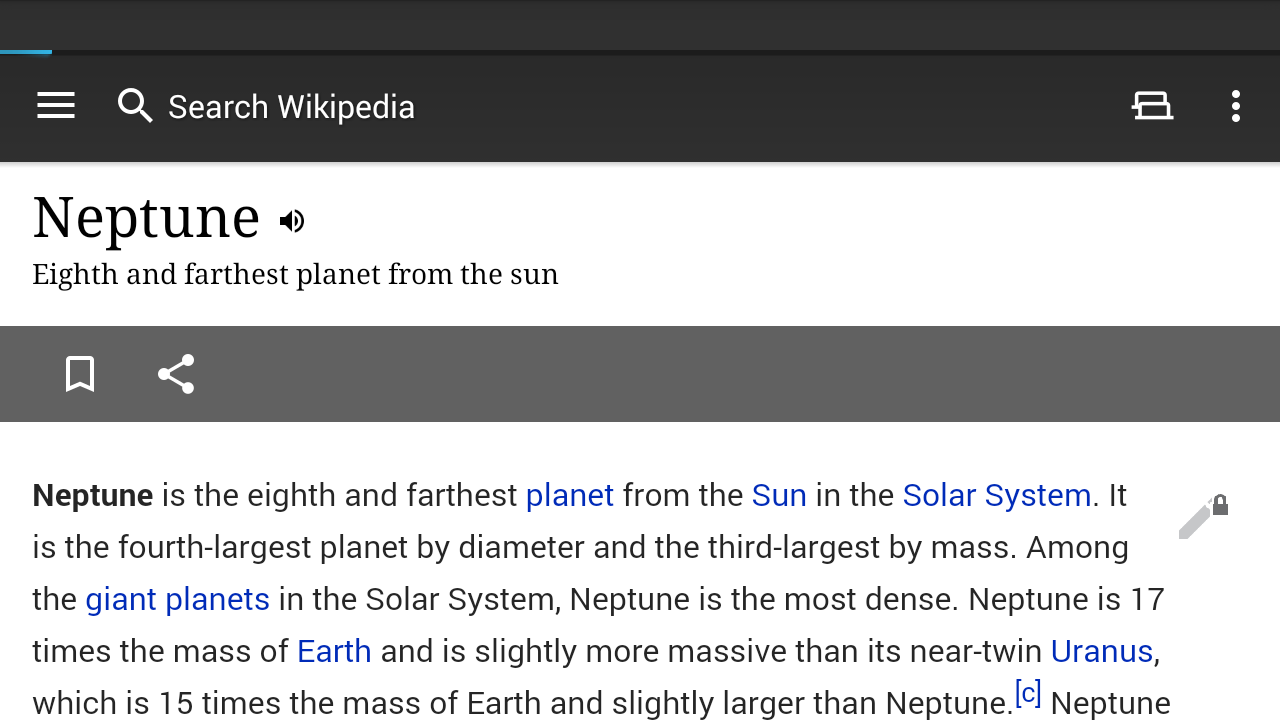 Search Wikipedia
Neptune
Eighth and farthest planet from the sun
Neptune is the eighth and farthest planet from the Sun in the Solar System. It
is the fourth-largest planet by diameter and the third-largest by mass. Among
the giant planets in the Solar System, Neptune is the most dense. Neptune is 17
times the mass of Earth and is slightly more massive than its near-twin Uranus,
which is 15 times the mass of Earth and slightly larger than Neptune.[c] Neptune